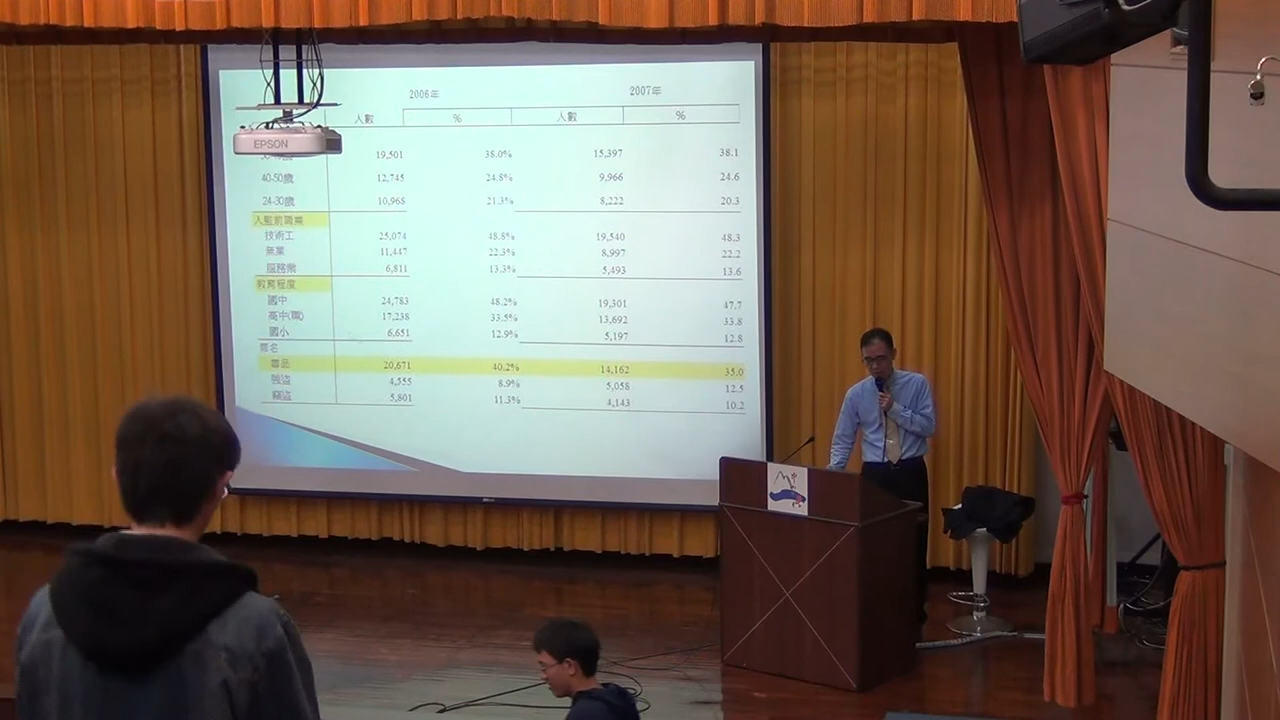 2006年 2007年
人數 % 人數 %
EPSON
19,501 38.0% 15,397 38.1
40-50歲 12,745 24.8% 9,966 24.6
24-30歲 10,968 21.3% 8,222 20.3
入監前職業
技術工 25,074 48.8% 19,540 48.3
無業 11,447 22.3% 8,997 22.2
服務業 6,811 13.3% 5,493 13.6
教育程度
國中 24,783 48.2% 19,301 47.7
高中(職) 17,238 33.5% 13,692 33.8
國小 6,651 12.9% 5,197 12.8
罪名
毒品 20,671 40.2% 14,162 35.0
強盜 4,555 8.9% 5,058 12.5
竊盜 5,801 11.3% 4,143 10.2